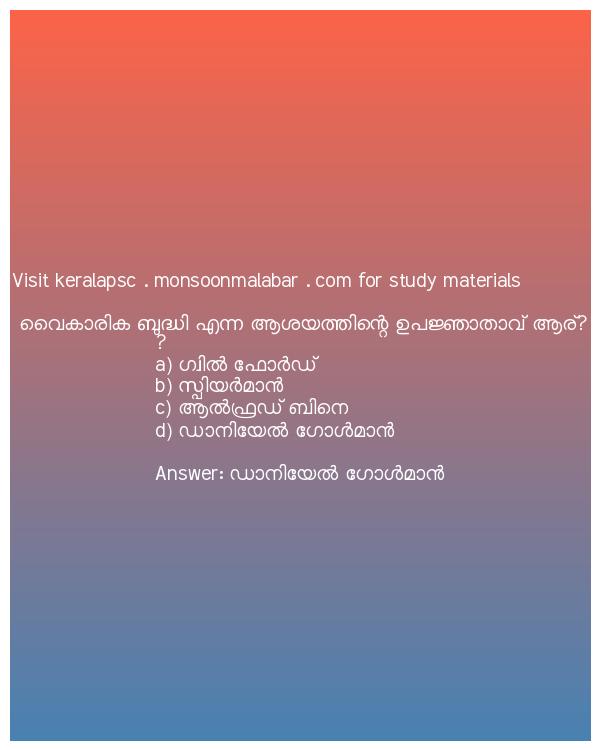 Visit keralapsc . monsoonmalabar . com for study materials
വൈകാരിക ബുദ്ധി എന്ന ആശയത്തിന്റെ ഉപജ്ഞാതാവ് ആര്?
?
a) ഗ്വിൽ ഫോർഡ്
b) സ്പിയർമാൻ
c) ആൽഫ്രഡ് ബിനെ
d) ഡാനിയേൽ ഗോൾമാൻ
Answer: ഡാനിയേൽ ഗോൾമാൻ